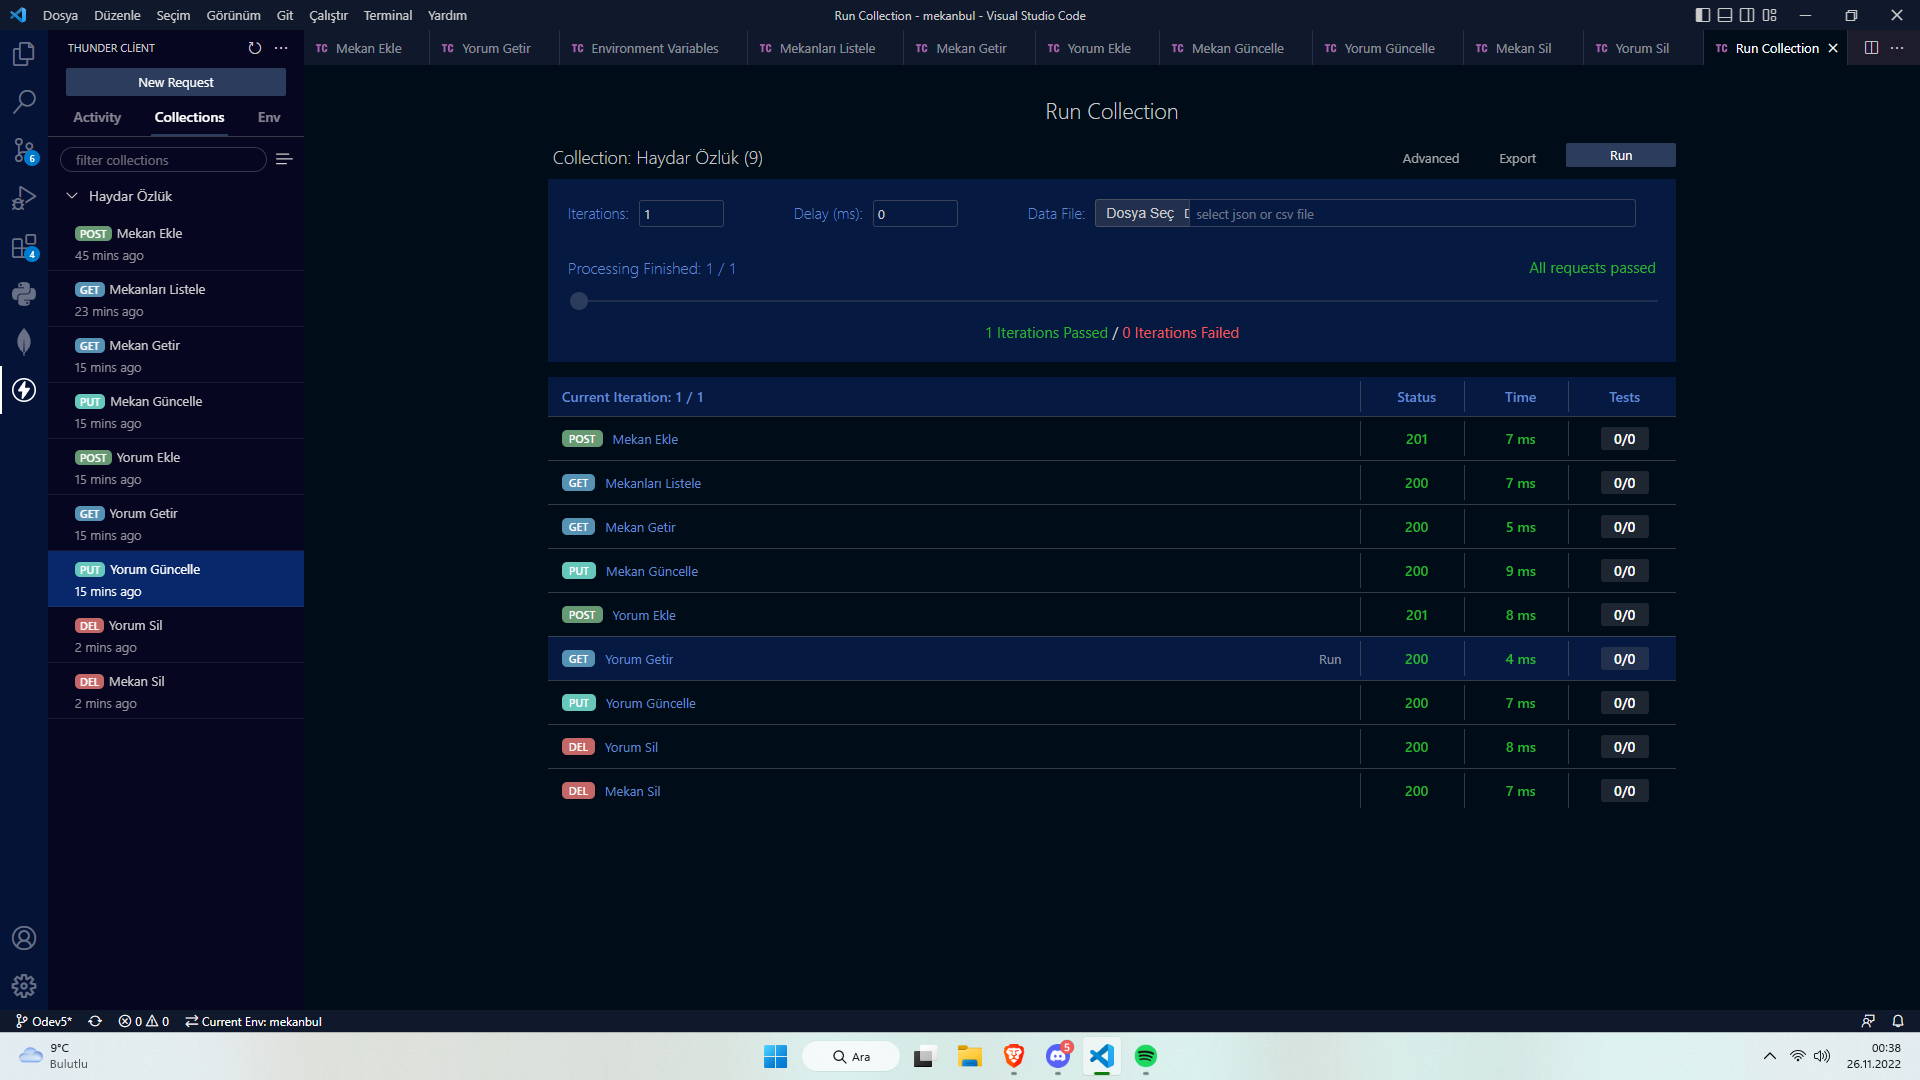 Dosya Düzenle Seçim Görünüm Git Çalıştır Terminal Yardım
Run Collection - mekanbul - Visual Studio Code
THUNDER CLİENT
New Request
Activity Collections Env
filter collections
Haydar Özlük
POST Mekan Ekle
45 mins ago
GET Mekanları Listele
23 mins ago
GET Mekan Getir
15 mins ago
PUT Mekan Güncelle
15 mins ago
POST Yorum Ekle
15 mins ago
GET Yorum Getir
15 mins ago
PUT Yorum Güncelle
15 mins ago
DEL Yorum Sil
2 mins ago
DEL Mekan Sil
2 mins ago
6
4
TC Mekan Ekle TC Yorum Getir TC Environment Variables TC Mekanları Listele TC Mekan Getir TC Yorum Ekle TC Mekan Güncelle TC Yorum Güncelle TC Mekan Sil TC Yorum Sil TC Run Collection
Run Collection
Collection: Haydar Özlük (9) Advanced Export Run
Iterations: 1 Delay (ms): 0 Data File: Dosya Seç select json or csv file
Processing Finished: 1 / 1 All requests passed
1 Iterations Passed / 0 Iterations Failed
Current Iteration: 1 / 1 Status Time Tests
POST Mekan Ekle 201 7 ms 0/0
GET Mekanları Listele 200 7 ms 0/0
GET Mekan Getir 200 5 ms 0/0
PUT Mekan Güncelle 200 9 ms 0/0
POST Yorum Ekle 201 8 ms 0/0
GET Yorum Getir Run 200 4 ms 0/0
PUT Yorum Güncelle 200 7 ms 0/0
DEL Yorum Sil 200 8 ms 0/0
DEL Mekan Sil 200 7 ms 0/0
Odev5* 0 0 Current Env: mekanbul
9°C
Bulutlu
Ara
5
00:38
26.11.2022